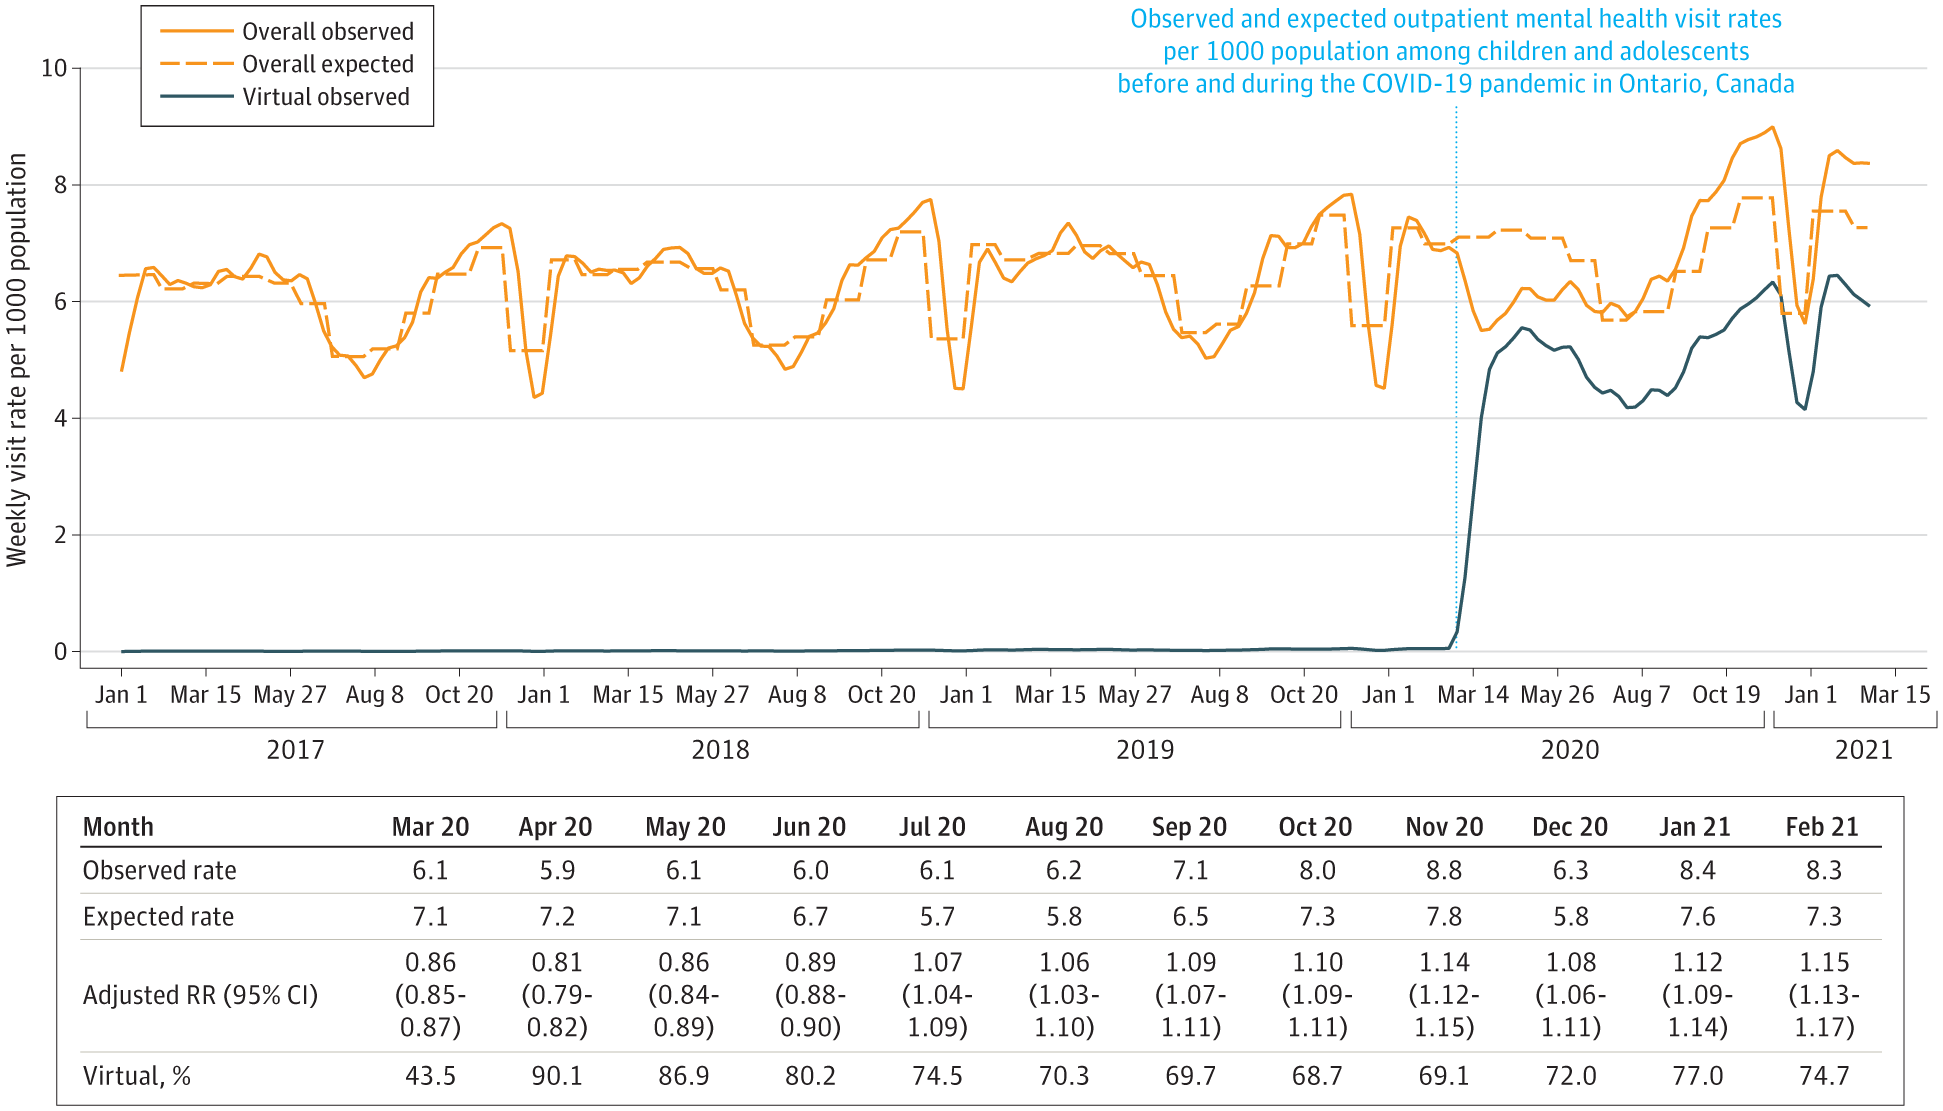 Overall observed
Overall expected
Virtual observed
Observed and expected outpatient mental health visit rates
per 1000 population among children and adolescents
before and during the COVID-19 pandemic in Ontario, Canada
Weekly visit rate per 1000 population
10
8
6
4
2
0
Jan 1 Mar 15 May 27 Aug 8 Oct 20 Jan 1 Mar 15 May 27 Aug 8 Oct 20 Jan 1 Mar 15 May 27 Aug 8 Oct 20 Jan 1 Mar 14 May 26 Aug 7 Oct 19 Jan 1 Mar 15
2017 2018 2019 2020 2021
Month Mar 20 Apr 20 May 20 Jun 20 Jul 20 Aug 20 Sep 20 Oct 20 Nov 20 Dec 20 Jan 21 Feb 21
Observed rate 6.1 5.9 6.1 6.0 6.1 6.2 7.1 8.0 8.8 6.3 8.4 8.3
Expected rate 7.1 7.2 7.1 6.7 5.7 5.8 6.5 7.3 7.8 5.8 7.6 7.3
0.86 0.81 0.86 0.89 1.07 1.06 1.09 1.10 1.14 1.08 1.12 1.15
Adjusted RR (95% CI) (0.85- (0.79- (0.84- (0.88- (1.04- (1.03- (1.07- (1.09- (1.12- (1.06- (1.09- (1.13-
0.87) 0.82) 0.89) 0.90) 1.09) 1.10) 1.11) 1.11) 1.15) 1.11) 1.14) 1.17)
Virtual, % 43.5 90.1 86.9 80.2 74.5 70.3 69.7 68.7 69.1 72.0 77.0 74.7